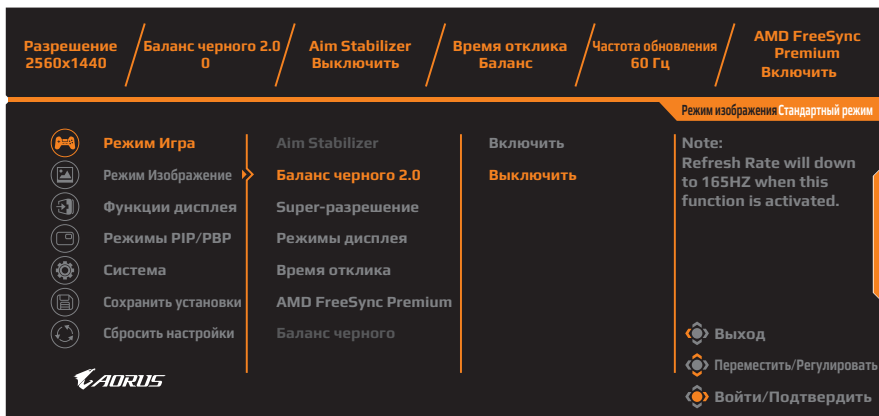 Разрешение
2560x1440
Баланс черного 2.0
0
Aim Stabilizer
Выключить
Время отклика
Баланс
Частота обновления
60 Гц
AMD FreeSync
Premium
Включить
Режим изображения Стандартный режим
Режим Игра
Режим Изображение
Функции дисплея
Режимы PIP/PBP
Система
Сохранить установки
Сбросить настройки
Aim Stabilizer
Баланс черного 2.0
Super-разрешение
Режимы дисплея
Время отклика
AMD FreeSync Premium
Баланс черного
Включить
Выключить
Note:
Refresh Rate will down
to 165HZ when this
function is activated.
Выход
Переместить/Регулировать
Войти/Подтвердить
AORUS